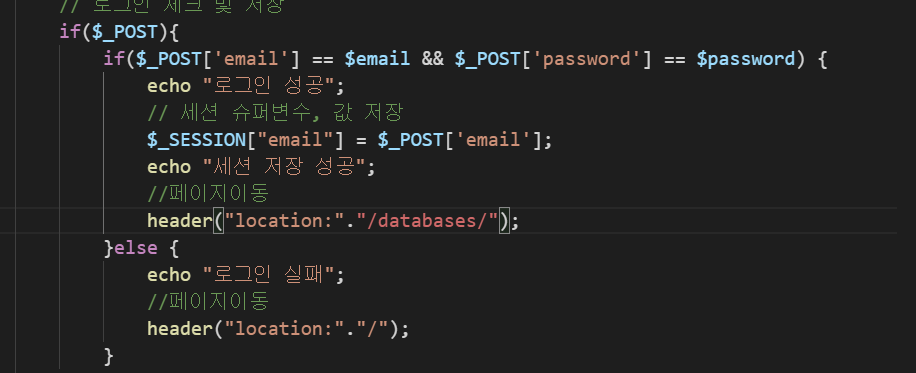 // 로그인 체크 및 저장
if($_POST){
if($_POST['email'] == $email && $_POST['password'] == $password) {
echo "로그인 성공";
// 세션 슈퍼변수, 값 저장
$_SESSION["email"] = $_POST['email'];
echo "세션 저장 성공";
//페이지이동
header("location:"."/databases/");
}else {
echo "로그인 실패";
//페이지이동
header("location:"."/");
}